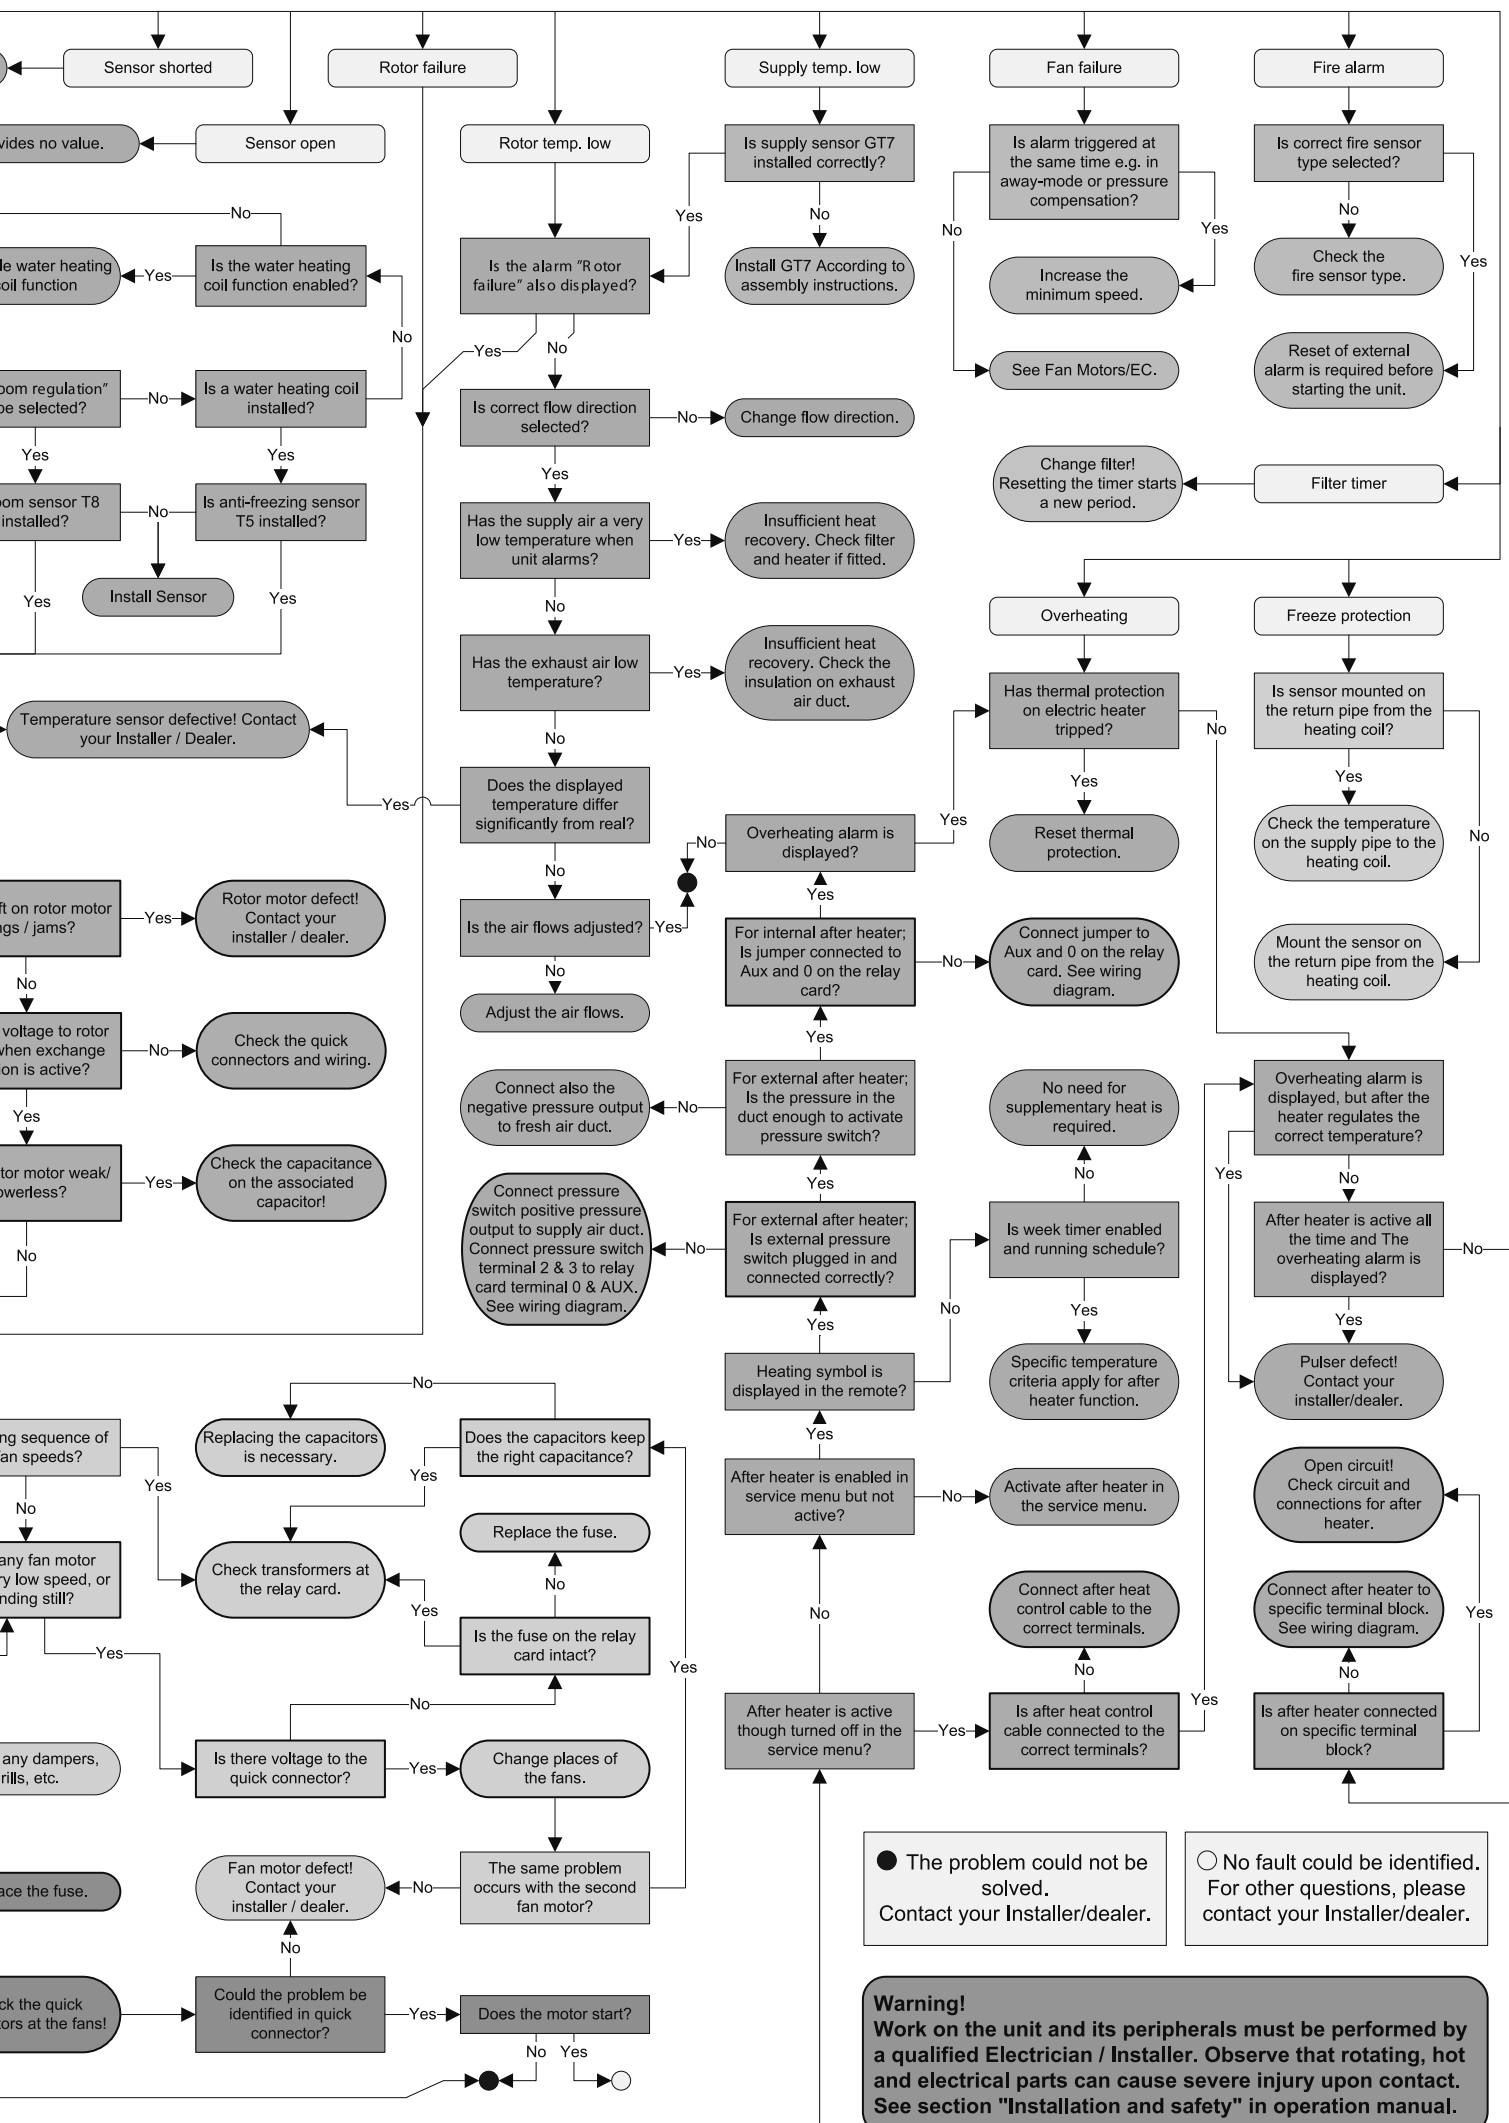 Sensor shorted
Rotor failure
Supply temp. low
Fan failure
Fire alarm
vides no value.
Sensor open
Rotor temp. low
Is supply sensor GT7
installed correctly?
Is alarm triggered at
the same time e.g. in
away-mode or pressure
compensation?
Is correct fire sensor
type selected?
No
Yes
No
No
Yes
No
Yes
le water heating
oil function
Yes
Is the water heating
coil function enabled?
Is the alarm "Rotor
failure" also displayed?
Install GT7 According to
assembly instructions.
Increase the
minimum speed.
Check the
fire sensor type.
No
Yes
No
See Fan Motors/EC.
Reset of external
alarm is required before
starting the unit.
oom regulation"
be selected?
No
Is a water heating coil
installed?
Is correct flow direction
selected?
No
Change flow direction.
Yes
Yes
Yes
Change filter!
Resetting the timer starts
a new period.
Filter timer
oom sensor T8
installed?
No
Is anti-freezing sensor
T5 installed?
Has the supply air a very
low temperature when
unit alarms?
Yes
Insufficient heat
recovery. Check filter
and heater if fitted.
Yes
Install Sensor
Yes
No
Overheating
Freeze protection
Has the exhaust air low
temperature?
Yes
Insufficient heat
recovery. Check the
insulation on exhaust
air duct.
Has thermal protection
on electric heater
tripped?
No
Is sensor mounted on
the return pipe from the
heating coil?
Temperature sensor defective! Contact
your Installer / Dealer.
No
Yes
Yes
Does the displayed
temperature differ
significantly from real?
Yes
Yes
No
Overheating alarm is
displayed?
Reset thermal
protection.
Check the temperature
on the supply pipe to the
heating coil.
No
No
Yes
ft on rotor motor
ngs / jams?
Yes
Rotor motor defect!
Contact your
installer / dealer.
Is the air flows adjusted?
Yes
For internal after heater;
Is jumper connected to
Aux and 0 on the relay
card?
No
Connect jumper to
Aux and 0 on the relay
card. See wiring
diagram.
Mount the sensor on
the return pipe from the
heating coil.
No
No
Adjust the air flows.
Yes
voltage to rotor
when exchange
ion is active?
No
Check the quick
connectors and wiring.
Connect also the
negative pressure output
to fresh air duct.
No
For external after heater;
Is the pressure in the
duct enough to activate
pressure switch?
No need for
supplementary heat is
required.
Overheating alarm is
displayed, but after the
heater regulates the
correct temperature?
Yes
Yes
No
Yes
No
tor motor weak/
owerless?
Yes
Check the capacitance
on the associated
capacitor!
Connect pressure
switch positive pressure
output to supply air duct.
Connect pressure switch
terminal 2 & 3 to relay
card terminal 0 & AUX.
See wiring diagram.
No
For external after heater;
Is external pressure
switch plugged in and
connected correctly?
Is week timer enabled
and running schedule?
After heater is active all
the time and The
overheating alarm is
displayed?
No
No
No
Yes
Yes
Yes
Heating symbol is
displayed in the remote?
Specific temperature
criteria apply for after
heater function.
Pulser defect!
Contact your
installer/dealer.
No
ng sequence of
fan speeds?
Replacing the capacitors
is necessary.
Does the capacitors keep
the right capacitance?
Yes
Yes
Yes
After heater is enabled in
service menu but not
active?
No
Activate after heater in
the service menu.
Open circuit!
Check circuit and
connections for after
heater.
No
Replace the fuse.
any fan motor
ry low speed, or
nding still?
Check transformers at
the relay card.
No
Yes
Is the fuse on the relay
card intact?
No
Connect after heat
control cable to the
correct terminals.
Connect after heater to
specific terminal block.
See wiring diagram.
Yes
Yes
Yes
No
No
No
Yes
After heater is active
though turned off in the
service menu?
Yes
Is after heat control
cable connected to the
correct terminals?
Is after heater connected
on specific terminal
block?
any dampers,
rills, etc.
Is there voltage to the
quick connector?
Yes
Change places of
the fans.
ace the fuse.
Fan motor defect!
Contact your
installer / dealer.
No
The same problem
occurs with the second
fan motor?
The problem could not be
solved.
Contact your Installer/dealer.
No fault could be identified.
For other questions, please
contact your Installer/dealer.
No
ck the quick
tors at the fans!
Could the problem be
identified in quick
connector?
Yes
Does the motor start?
No
Yes
Warning!
Work on the unit and its peripherals must be performed by
a qualified Electrician / Installer. Observe that rotating, hot
and electrical parts can cause severe injury upon contact.
See section "Installation and safety" in operation manual.